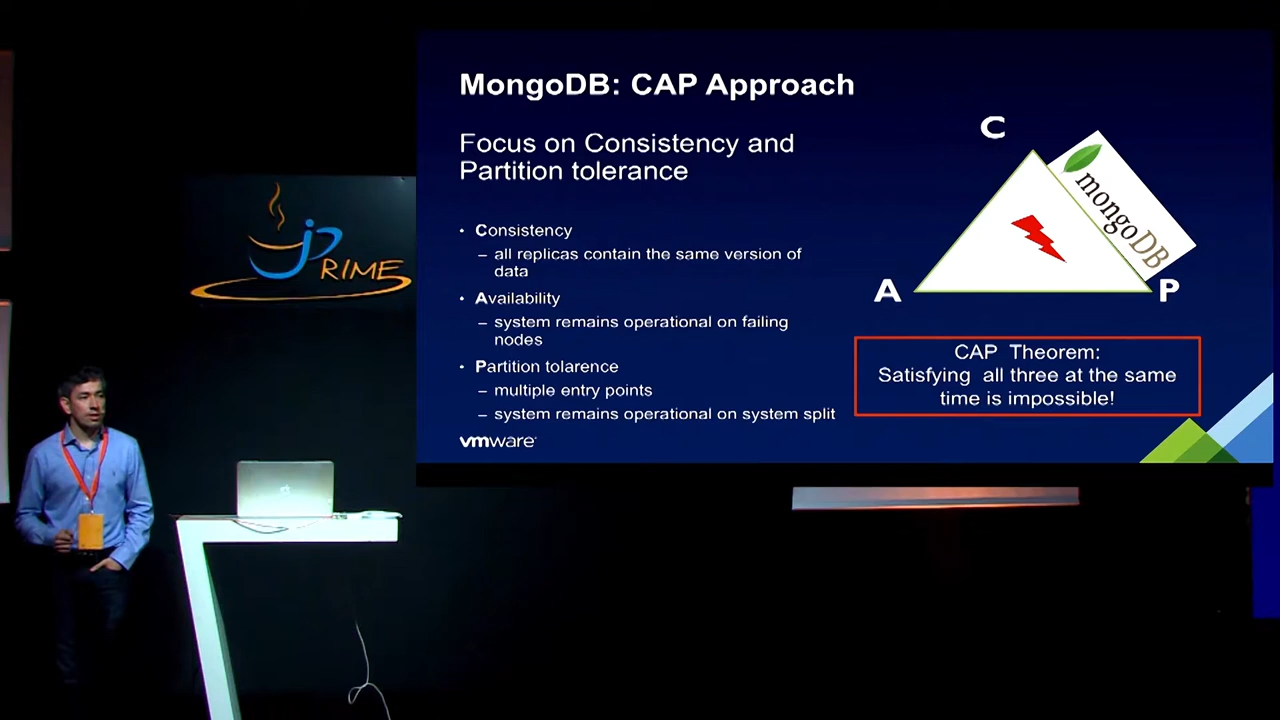 MongoDB: CAP Approach
Focus on Consistency and
Partition tolerance
• Consistency
– all replicas contain the same version of
data
• Availability
– system remains operational on failing
nodes
• Partition tolarence
– multiple entry points
– system remains operational on system split
vmware
C
A
P
mongoDB
CAP Theorem:
Satisfying all three at the same
time is impossible!
jPRIME